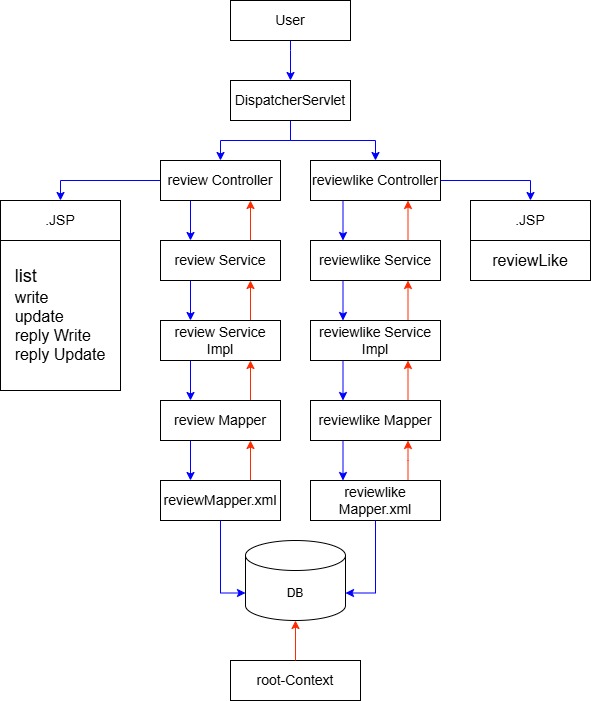 User
DispatcherServlet
review Controller
reviewlike Controller
.JSP
.JSP
list
write
update
reply Write
reply Update
reviewLike
review Service
reviewlike Service
review Service
Impl
reviewlike Service
Impl
review Mapper
reviewlike Mapper
reviewMapper.xml
reviewlike
Mapper.xml
DB
root-Context